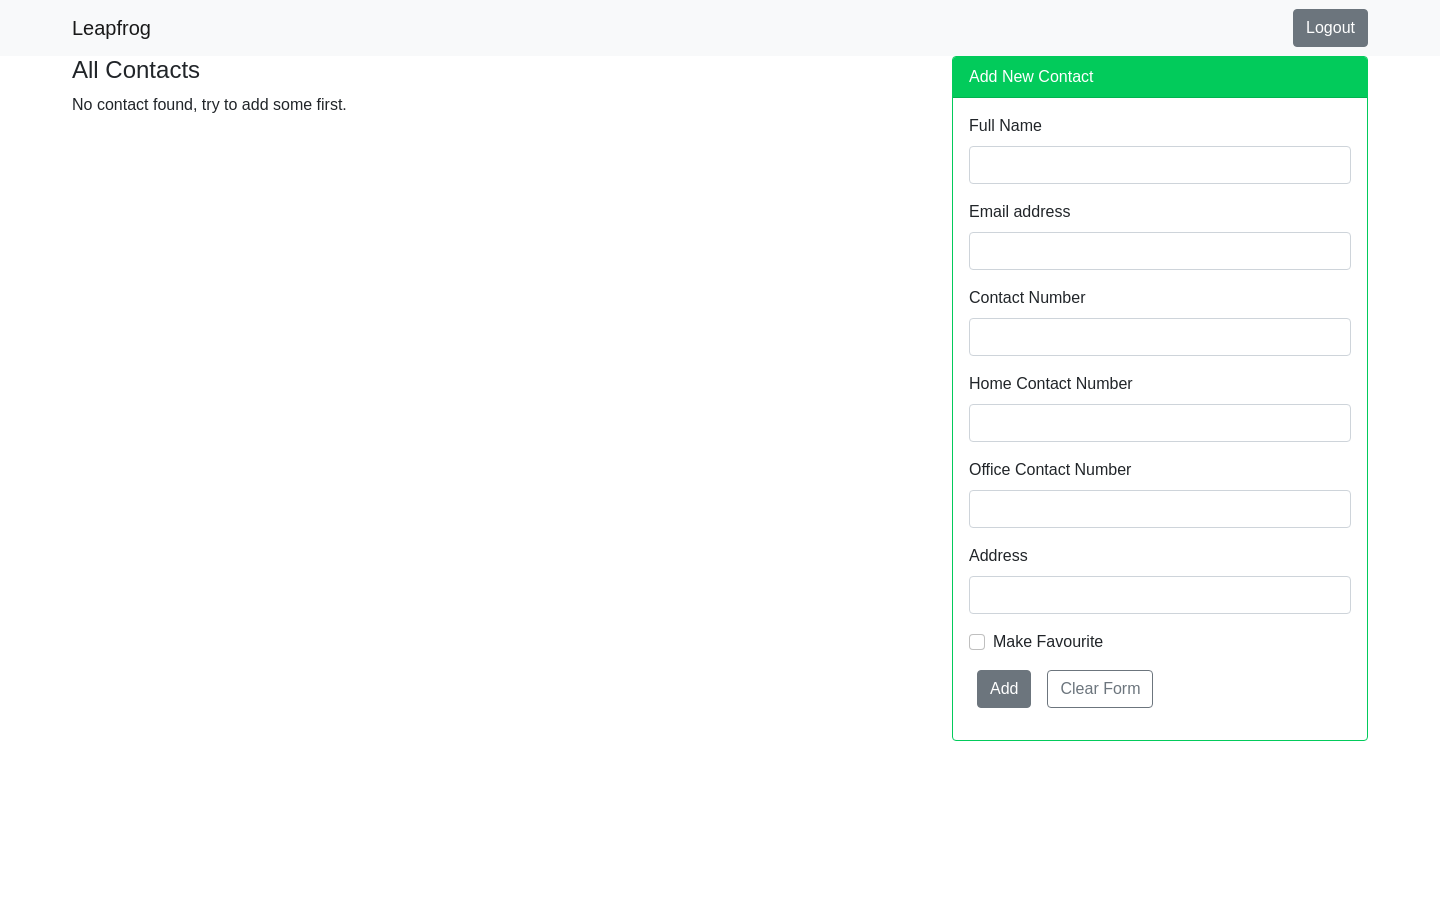 Leapfrog
Logout
All Contacts
No contact found, try to add some first.
Add New Contact
Full Name
Email address
Contact Number
Home Contact Number
Office Contact Number
Address
Make Favourite
Add
Clear Form